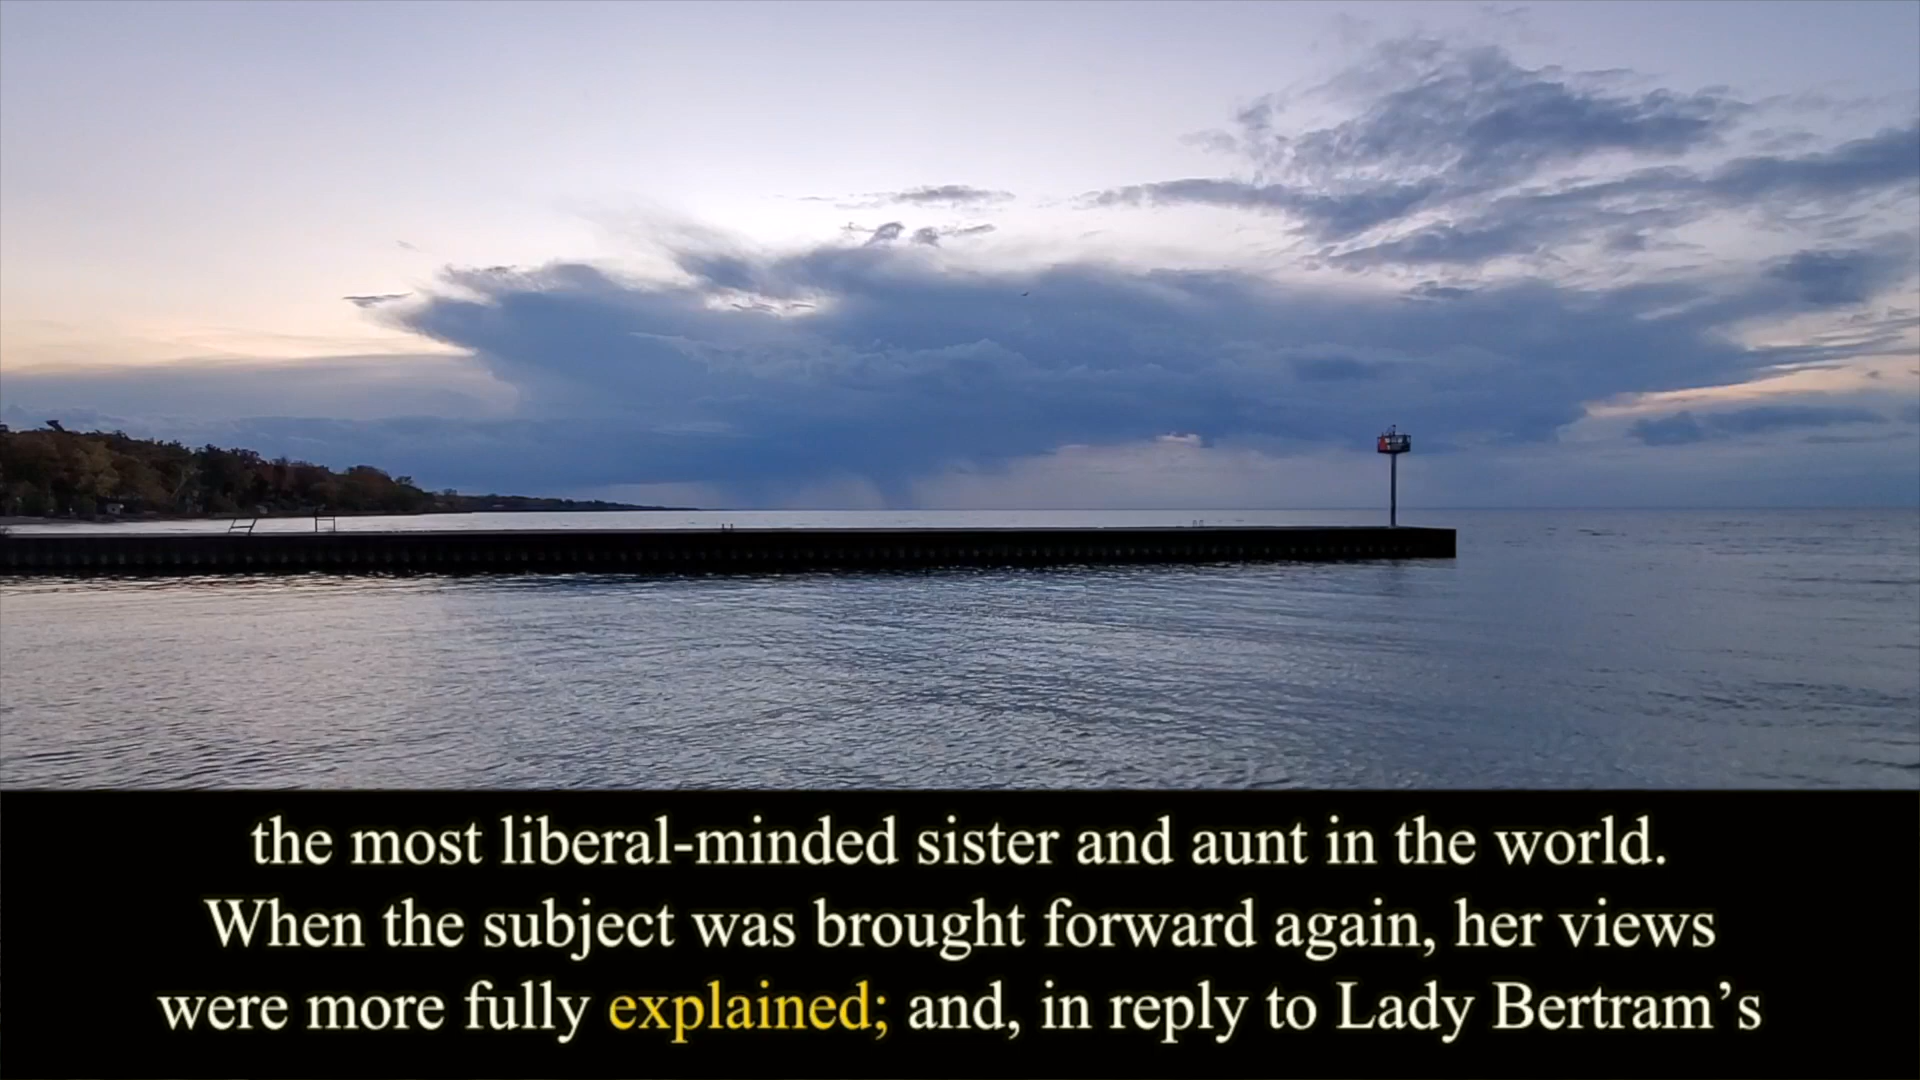 the most liberal-minded sister and aunt in the world.
When the subject was brought forward again, her views
were more fully explained; and, in reply to Lady Bertram’s